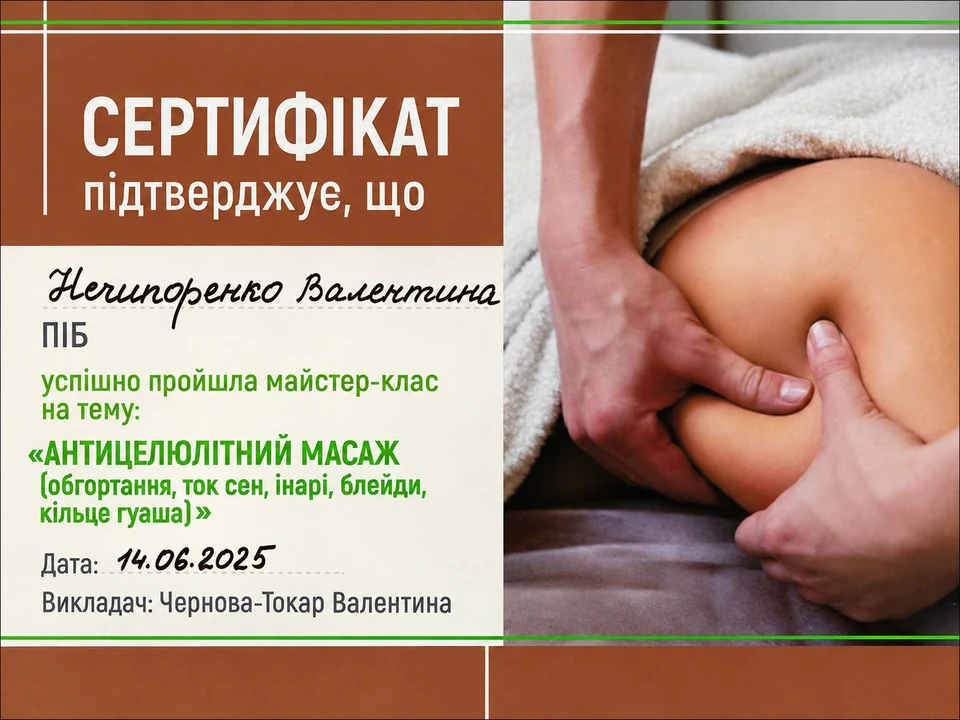 СЕРТИФІКАТ
підтверджує, що
Нечипоренко Валентина
ПІБ
успішно пройшла майстер-клас
на тему:
«АНТИЦЕЛЮЛІТНИЙ МАСАЖ
(обгортання, ток сен, інарі, блейди,
кільце гуаша)»
Дата: 14.06.2025
Викладач: Чернова-Токар Валентина